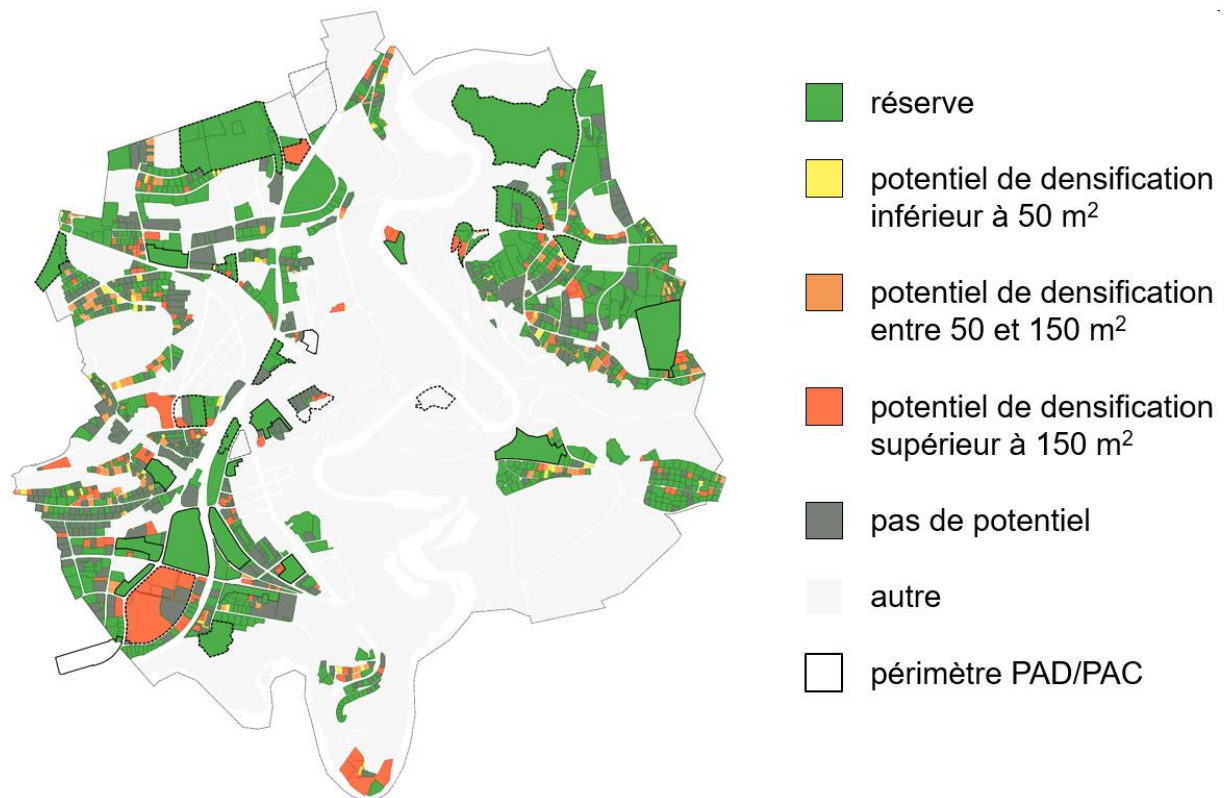 réserve
potentiel de densification
inférieur à 50 m²
potentiel de densification
entre 50 et 150 m²
potentiel de densification
supérieur à 150 m²
pas de potentiel
autre
périmètre PAD/PAC